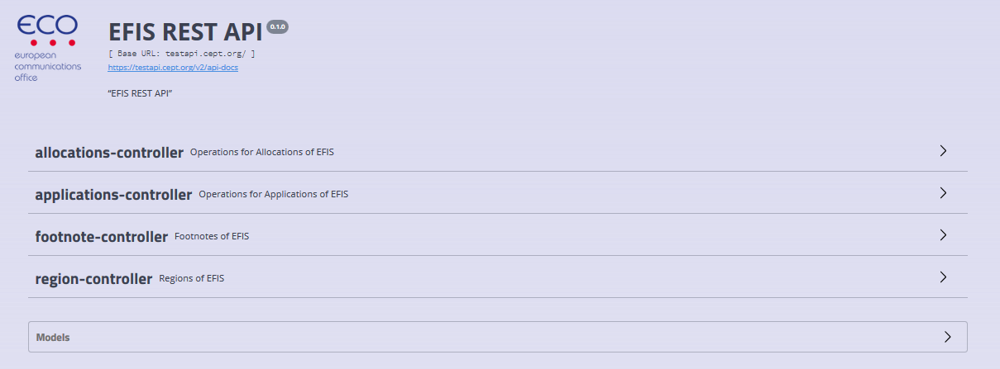 ECO
european
communications
office
EFIS REST API 0.1.0
[ Base URL: testapi.cept.org/ ]
https://testapi.cept.org/v2/api-docs
“EFIS REST API”
allocations-controller Operations for Allocations of EFIS
applications-controller Operations for Applications of EFIS
footnote-controller Footnotes of EFIS
region-controller Regions of EFIS
Models